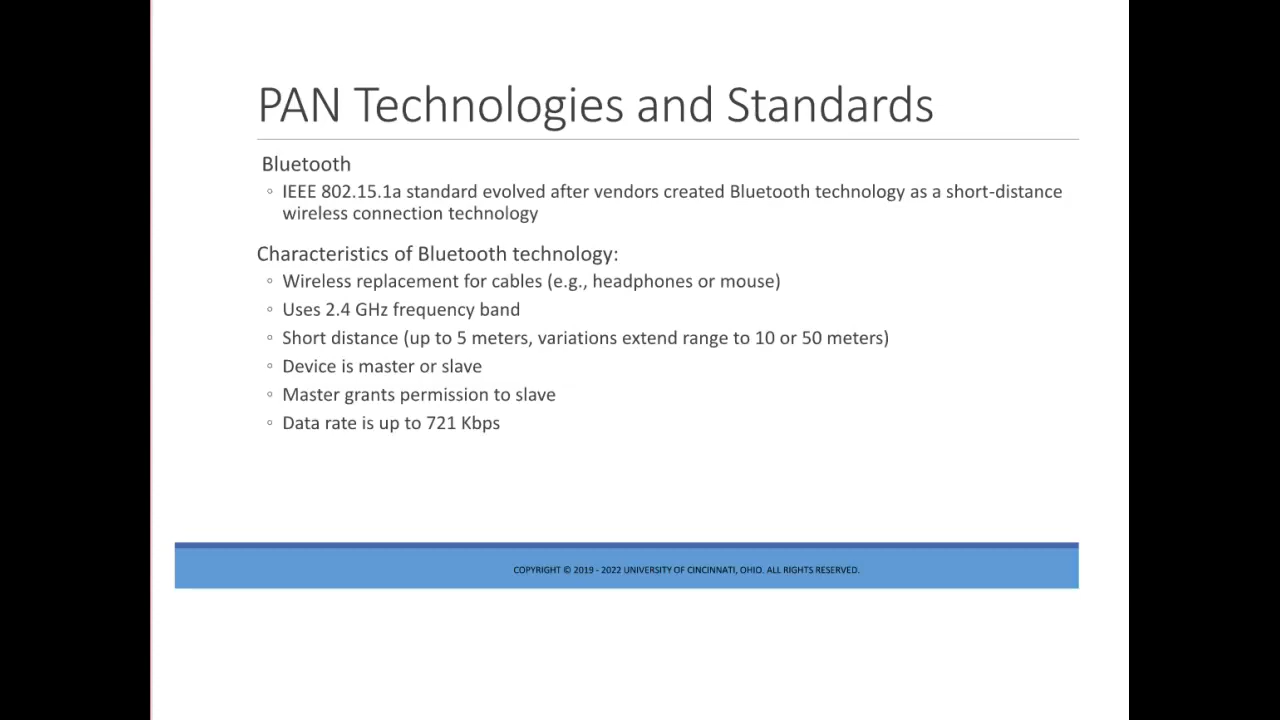 PAN Technologies and Standards
Bluetooth
◦ IEEE 802.15.1a standard evolved after vendors created Bluetooth technology as a short-distance
wireless connection technology
Characteristics of Bluetooth technology:
◦ Wireless replacement for cables (e.g., headphones or mouse)
◦ Uses 2.4 GHz frequency band
◦ Short distance (up to 5 meters, variations extend range to 10 or 50 meters)
◦ Device is master or slave
◦ Master grants permission to slave
◦ Data rate is up to 721 Kbps
COPYRIGHT © 2019 - 2022 UNIVERSITY OF CINCINNATI, OHIO. ALL RIGHTS RESERVED.